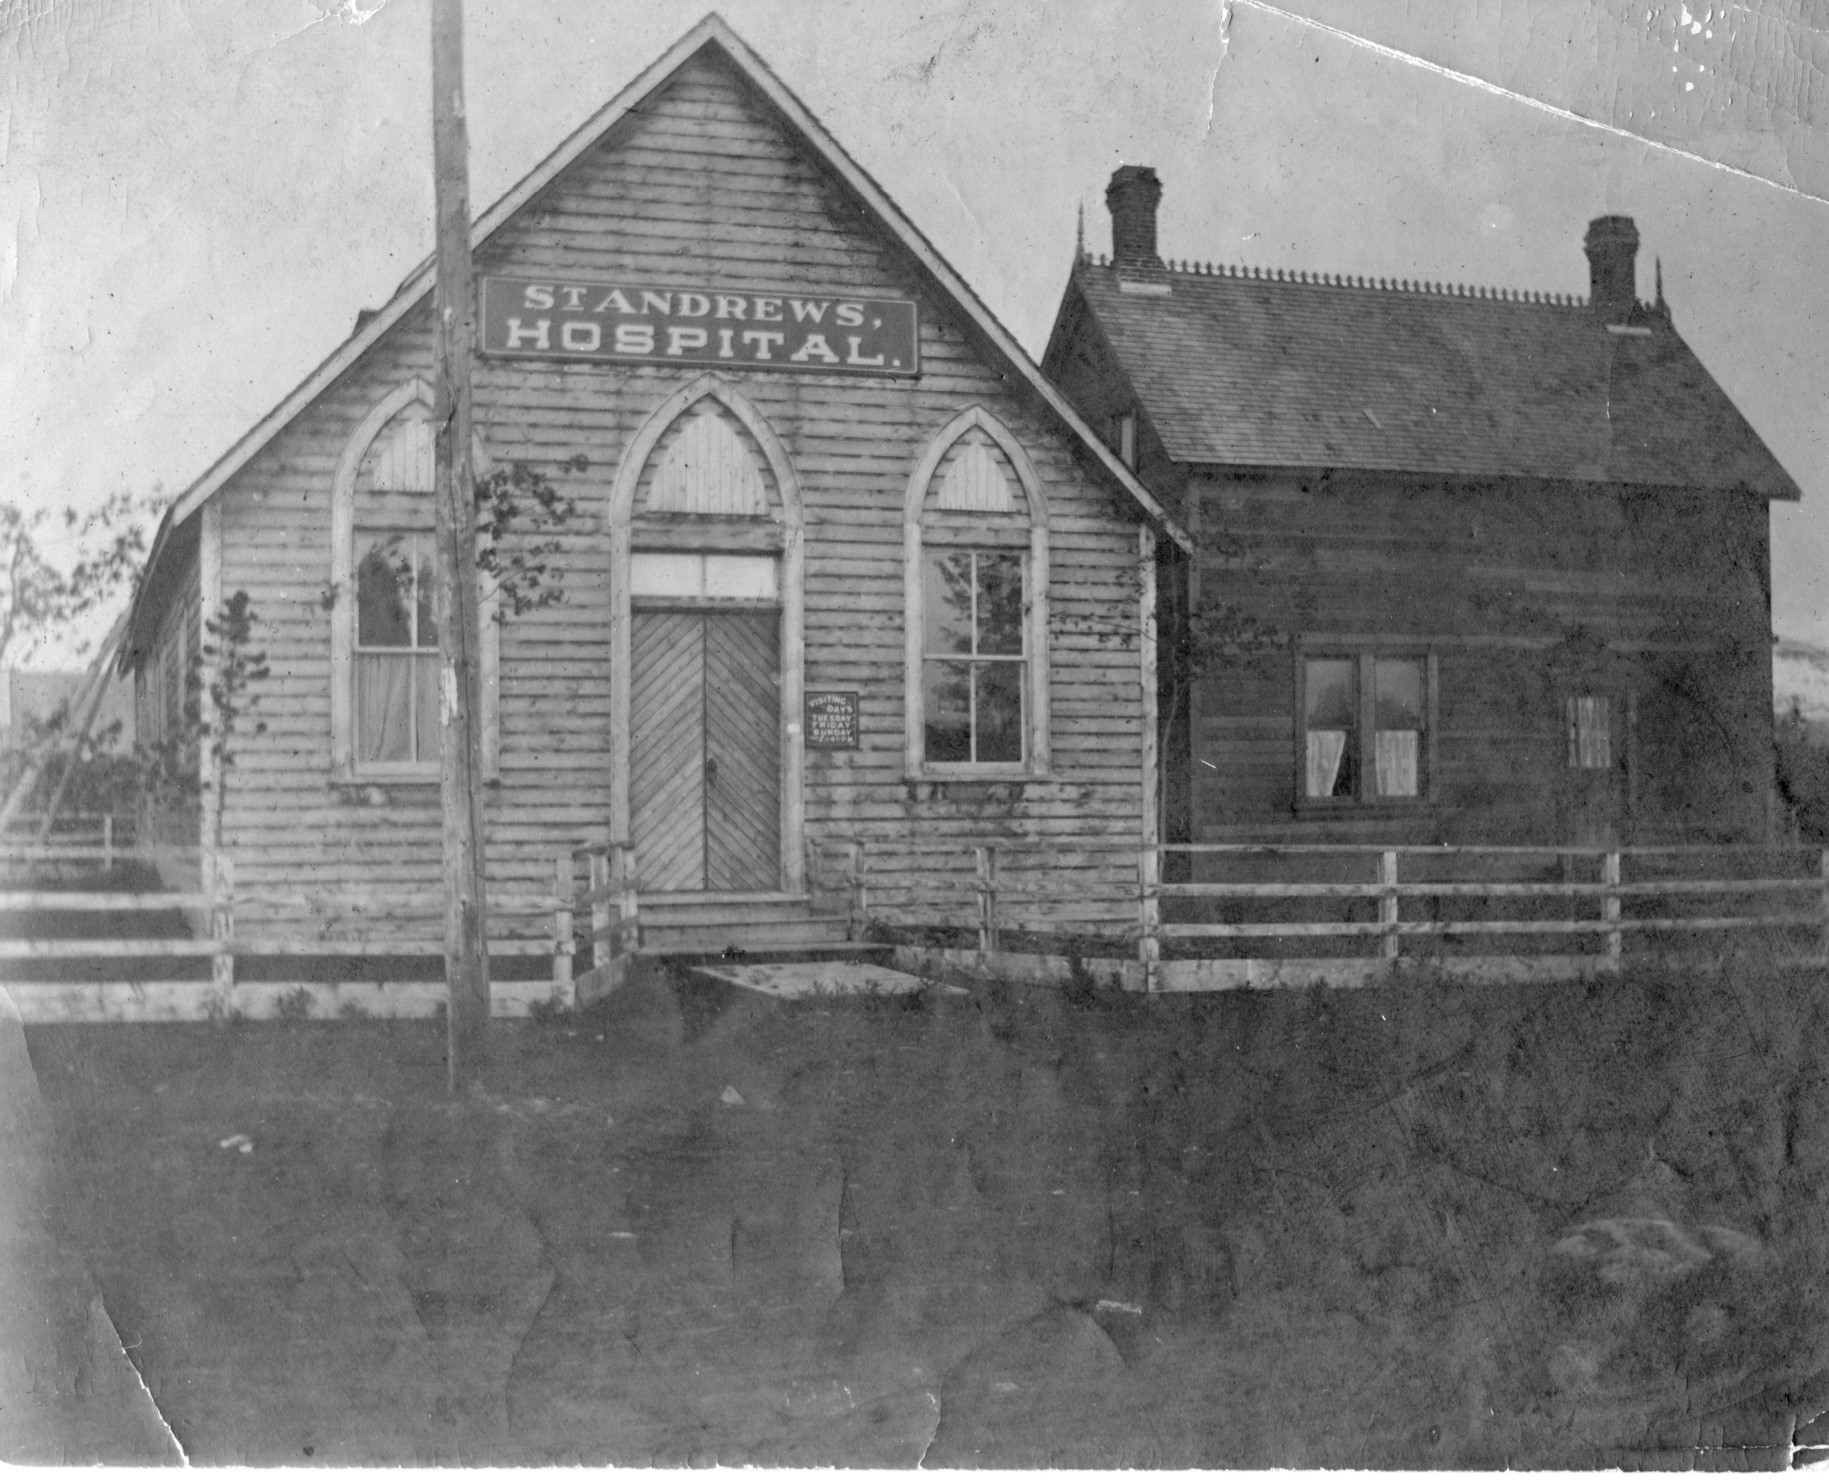 ST ANDREWS,
HOSPITAL.
VISITING
DAYS
TUESDAY
FRIDAY
SUNDAY